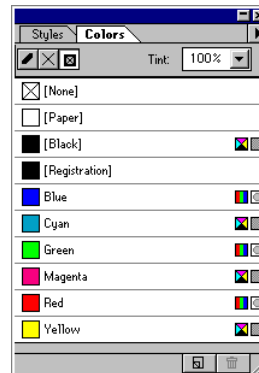 Styles Colors
Tint: 100%
[None]
[Paper]
[Black]
[Registration]
Blue
Cyan
Green
Magenta
Red
Yellow